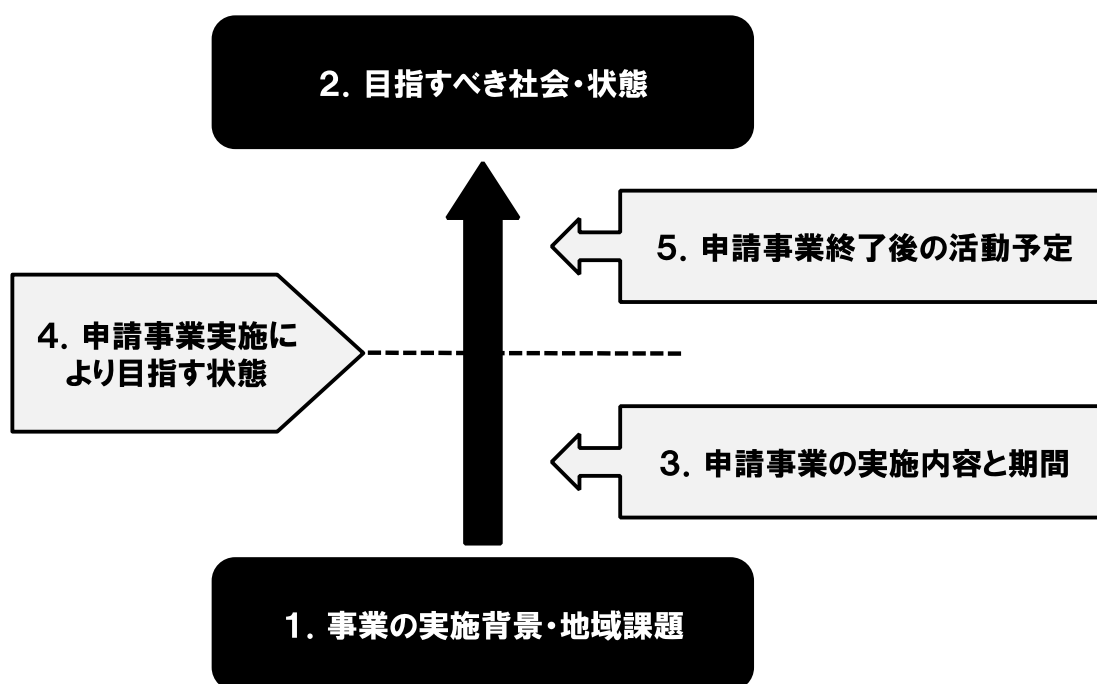 2. 目指すべき社会・状態
5. 申請事業終了後の活動予定
4. 申請事業実施に
より目指す状態
3. 申請事業の実施内容と期間
1. 事業の実施背景・地域課題